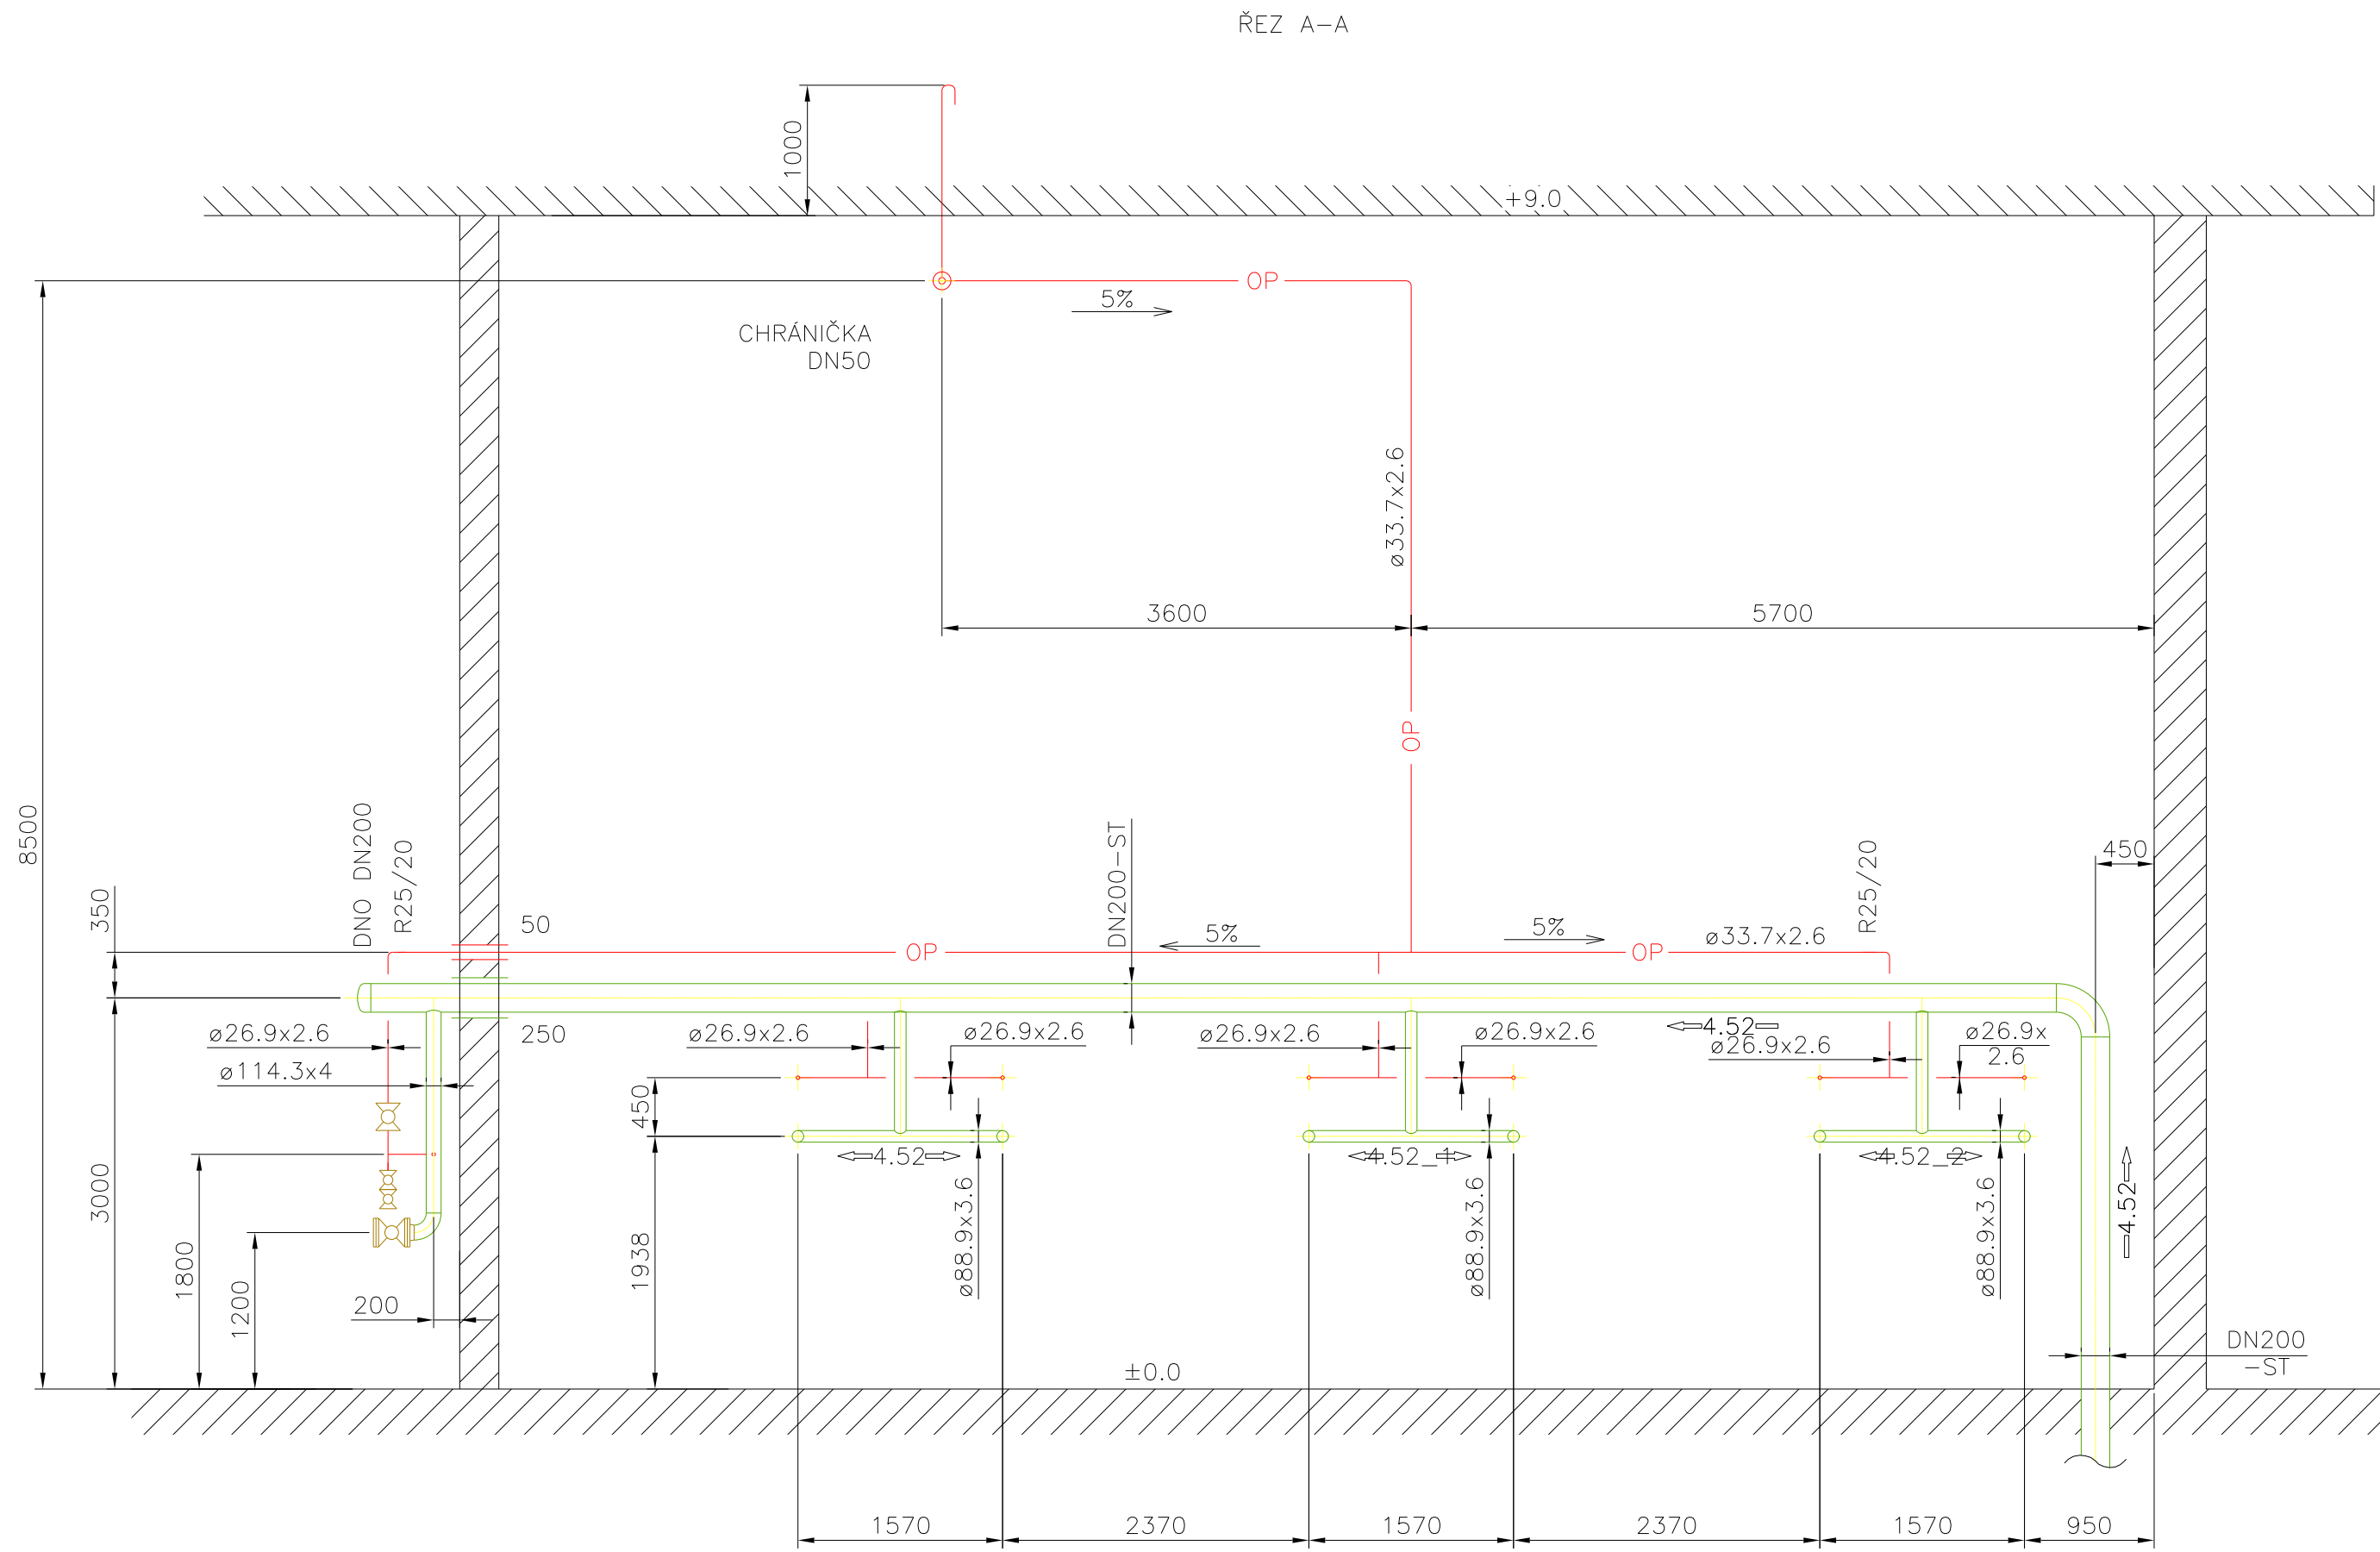 ŘEZ A–A
1000
+9.0
OP
5%
CHRÁNIČKA
DN50
ø33.7x2.6
3600
5700
OP
8500
DNO DN200
R25/20
DN200–ST
R25/20
450
350
50
OP
5%
5%
OP
ø33.7x2.6
ø26.9x2.6
250
ø26.9x2.6
ø26.9x2.6
ø26.9x2.6
ø26.9x2.6
4.52
ø26.9x2.6
ø26.9x
2.6
ø114.3x4
450
3000
4.52
4.52_1
4.52_2
4.52
1800
1200
1938
ø88.9x3.6
ø88.9x3.6
ø88.9x3.6
200
DN200
–ST
±0.0
1570
2370
1570
2370
1570
950